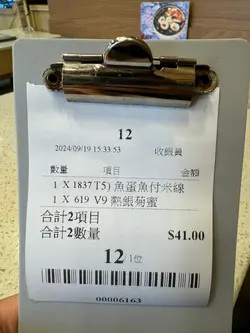 12
2024/09/19 15:33:53 收銀員
數量 項目 金額
1 X 1837 T5) 魚蛋魚付米線
1 X 619 V9 熱銀菊蜜
合計2項目
合計2數量 $41.00
12 1位
00006163